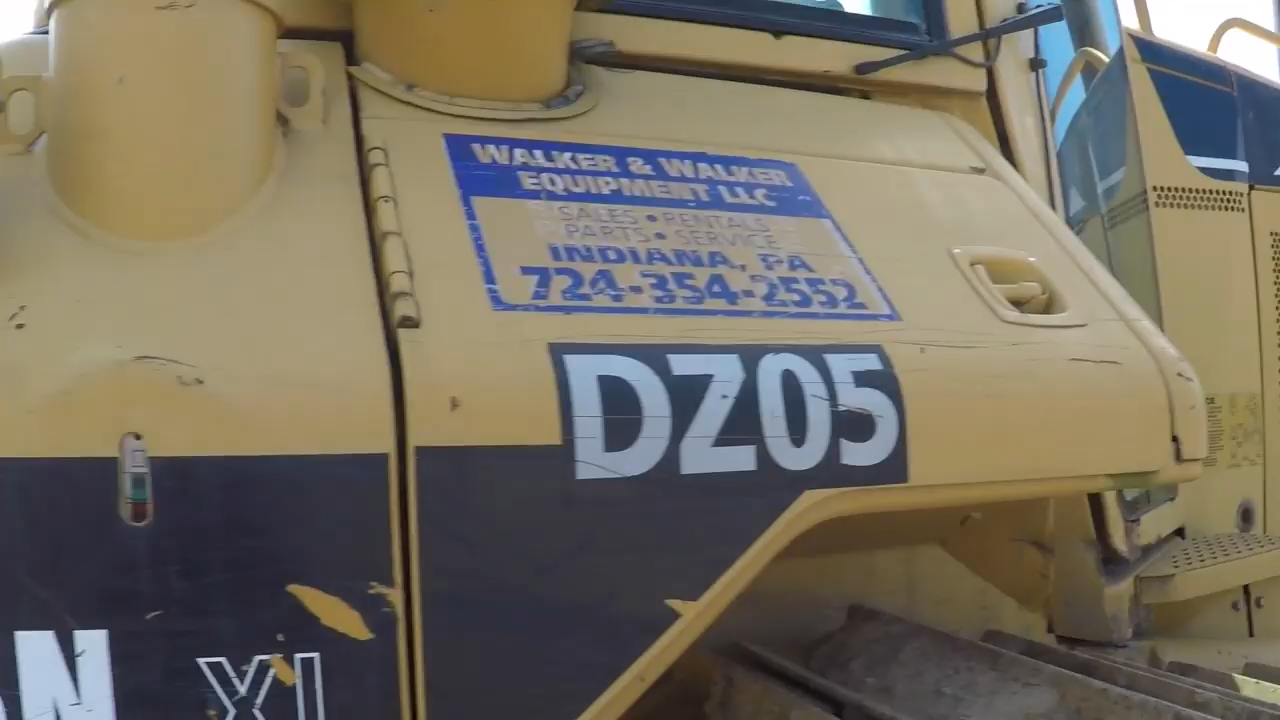 WALKER & WALKER
EQUIPMENT LLC
SALES • RENTALS
PARTS • SERVICE
INDIANA, PA
724-354-2552
DZ05
N XL